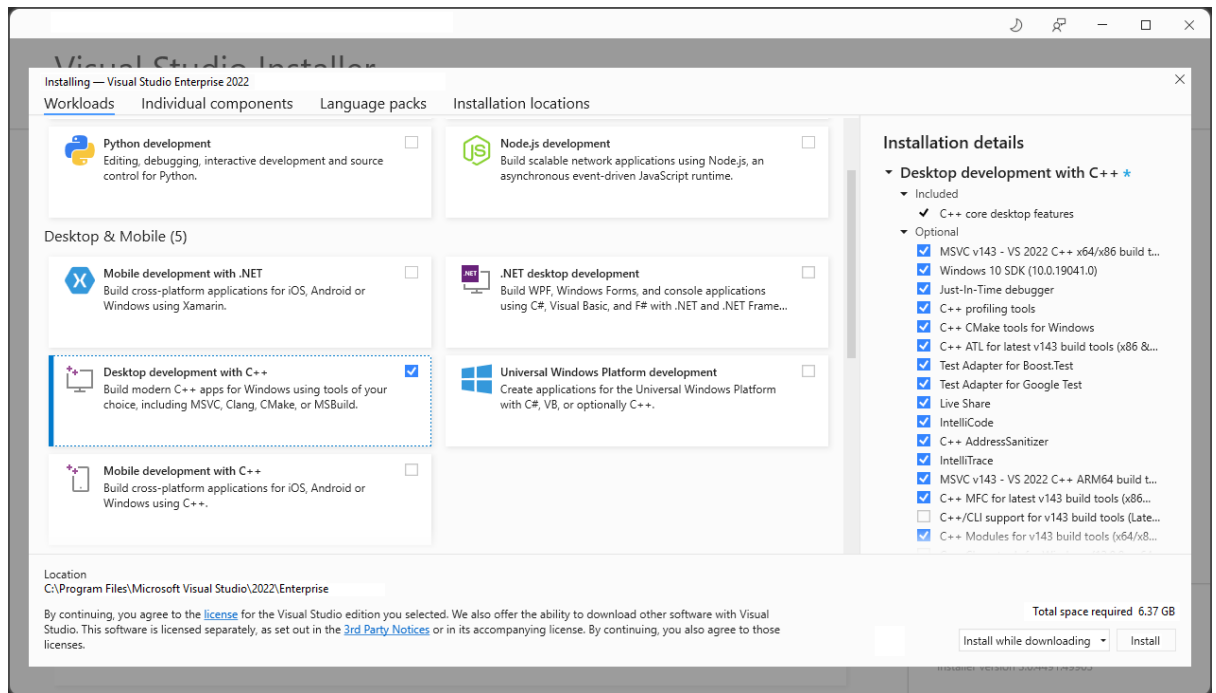 Visual Studio Installer
Installing — Visual Studio Enterprise 2022
Workloads
Individual components
Language packs
Installation locations
Python development
Editing, debugging, interactive development and source
control for Python.
Node.js development
Build scalable network applications using Node.js, an
asynchronous event-driven JavaScript runtime.
Desktop & Mobile (5)
Mobile development with .NET
Build cross-platform applications for iOS, Android or
Windows using Xamarin.
.NET desktop development
Build WPF, Windows Forms, and console applications
using C#, Visual Basic, and F# with .NET and .NET Frame...
Desktop development with C++
Build modern C++ apps for Windows using tools of your
choice, including MSVC, Clang, CMake, or MSBuild.
Universal Windows Platform development
Create applications for the Universal Windows Platform
with C#, VB, or optionally C++.
Mobile development with C++
Build cross-platform applications for iOS, Android or
Windows using C++.
Installation details
Desktop development with C++ *
Included
C++ core desktop features
Optional
MSVC v143 - VS 2022 C++ x64/x86 build t...
Windows 10 SDK (10.0.19041.0)
Just-In-Time debugger
C++ profiling tools
C++ CMake tools for Windows
C++ ATL for latest v143 build tools (x86 &...
Test Adapter for Boost.Test
Test Adapter for Google Test
Live Share
IntelliCode
C++ AddressSanitizer
IntelliTrace
MSVC v143 - VS 2022 C++ ARM64 build t...
C++ MFC for latest v143 build tools (x86...
C++/CLI support for v143 build tools (Late...
C++ Modules for v143 build tools (x64/x8...
Location
C:\Program Files\Microsoft Visual Studio\2022\Enterprise
By continuing, you agree to the license for the Visual Studio edition you selected. We also offer the ability to download other software with Visual
Studio. This software is licensed separately, as set out in the 3rd Party Notices or in its accompanying license. By continuing, you also agree to those
licenses.
Total space required 6.37 GB
Install while downloading
Install